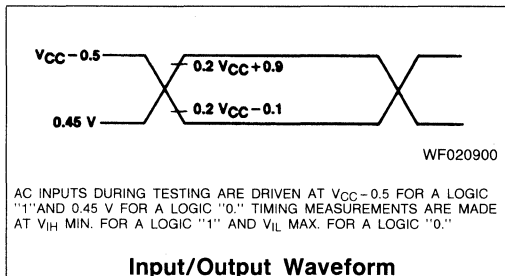 VCC−0.5
0.2 VCC+0.9
0.2 VCC−0.1
0.45 V
WF020900
AC INPUTS DURING TESTING ARE DRIVEN AT VCC−0.5 FOR A LOGIC
"1"AND 0.45 V FOR A LOGIC "0." TIMING MEASUREMENTS ARE MADE
AT VIH MIN. FOR A LOGIC "1" AND VIL MAX. FOR A LOGIC "0."
Input/Output Waveform